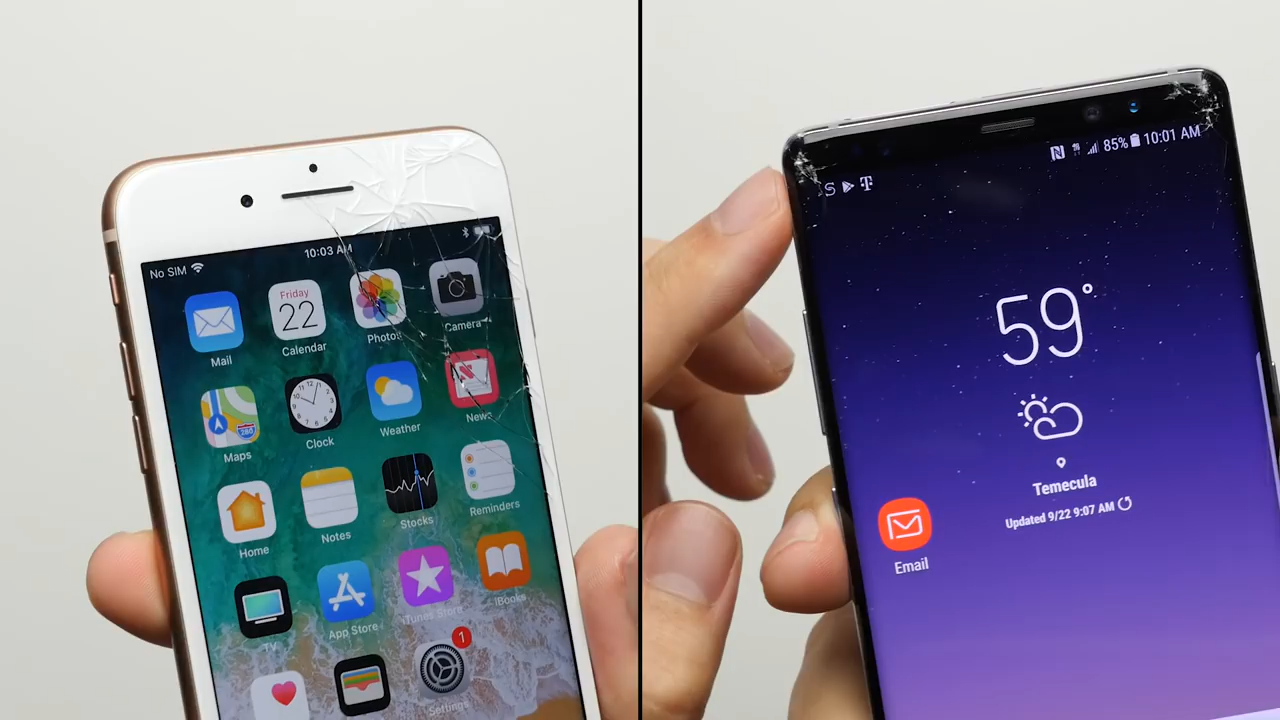 No SIM
10:03 AM
Mail
Friday
22
Calendar
Photos
Camera
Maps
280
Clock
Weather
News
Home
Notes
Stocks
Reminders
TV
App Store
iTunes Store
iBooks
1
Settings
85%
10:01 AM
59°
Temecula
Updated 9/22 9:07 AM
Email